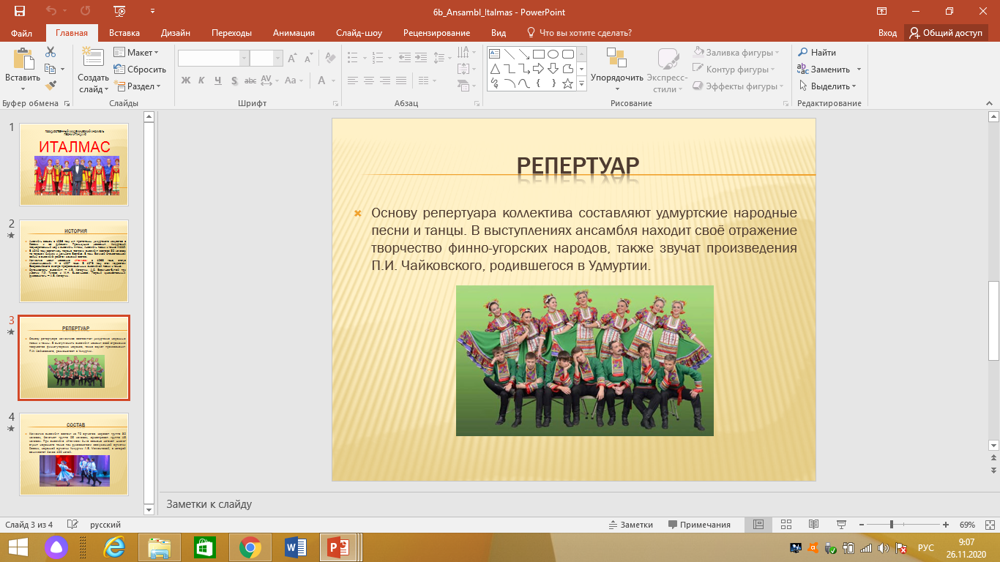 6b_Ansambl_Italmas - PowerPoint
Файл Главная Вставка Дизайн Переходы Анимация Слайд-шоу Рецензирование Вид Что вы хотите сделать? Вход Общий доступ
Вставить
Создать слайд
Макет
Сбросить
Раздел
Ж К Ч S abc AV Aa А
Упорядочить
Экспресс-стили
Заливка фигуры
Контур фигуры
Эффекты фигуры
Найти
Заменить
Выделить
Буфер обмена Слайды Шрифт Абзац Рисование Редактирование
1
ИТАЛМАС
2
ИСТОРИЯ
3
РЕПЕРТУАР
4
СОСТАВ
РЕПЕРТУАР
Основу репертуара коллектива составляют удмуртские народные
песни и танцы. В выступлениях ансамбля находит своё отражение
творчество финно-угорских народов, также звучат произведения
П.И. Чайковского, родившегося в Удмуртии.
Заметки к слайду
Слайд 3 из 4 русский Заметки Примечания 69%
РУС
9:07
26.11.2020